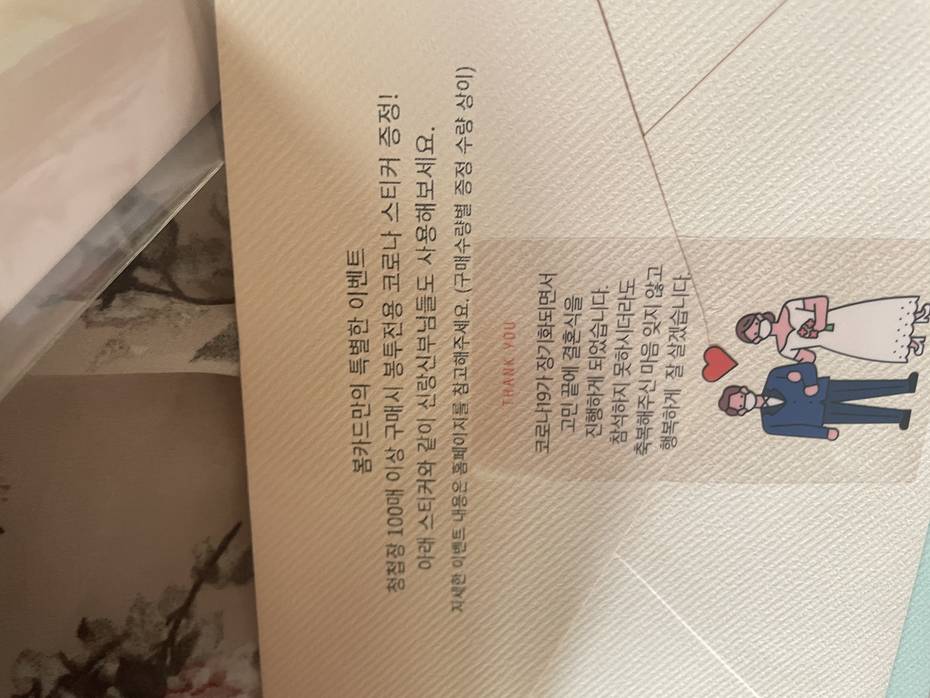 봄카드만의 특별한 이벤트
청첩장 100매 이상 구매시 봉투전용 코로나 스티커 증정!
아래 스티커와 같이 신랑신부님들도 사용해보세요.
자세한 이벤트 내용은 홈페이지를 참고해주세요. (구매수량별 증정 수량 상이)
THANK YOU
코로나19가 장기화되면서
고민 끝에 결혼식을
진행하게 되었습니다.
참석하지 못하시더라도
축복해주신 마음 잊지 않고
행복하게 잘 살겠습니다.